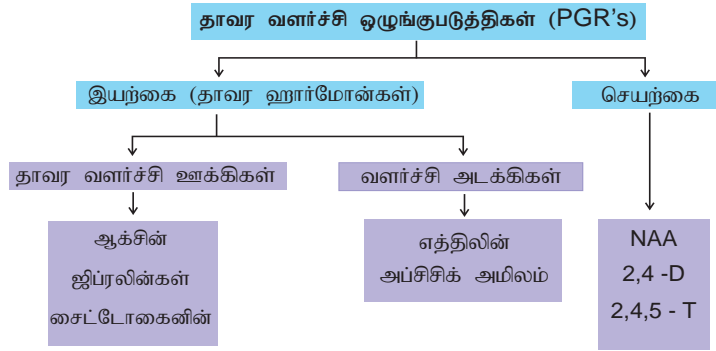 தாவர வளர்ச்சி ஒழுங்குபடுத்திகள் (PGR's)
இயற்கை (தாவர ஹார்மோன்கள்)
செயற்கை
தாவர வளர்ச்சி ஊக்கிகள்
வளர்ச்சி அடக்கிகள்
ஆக்சின்
ஜிப்ரலின்கள்
சைட்டோகைனின்
எத்திலின்
அப்சிசிக் அமிலம்
NAA
2,4 -D
2,4,5 - T